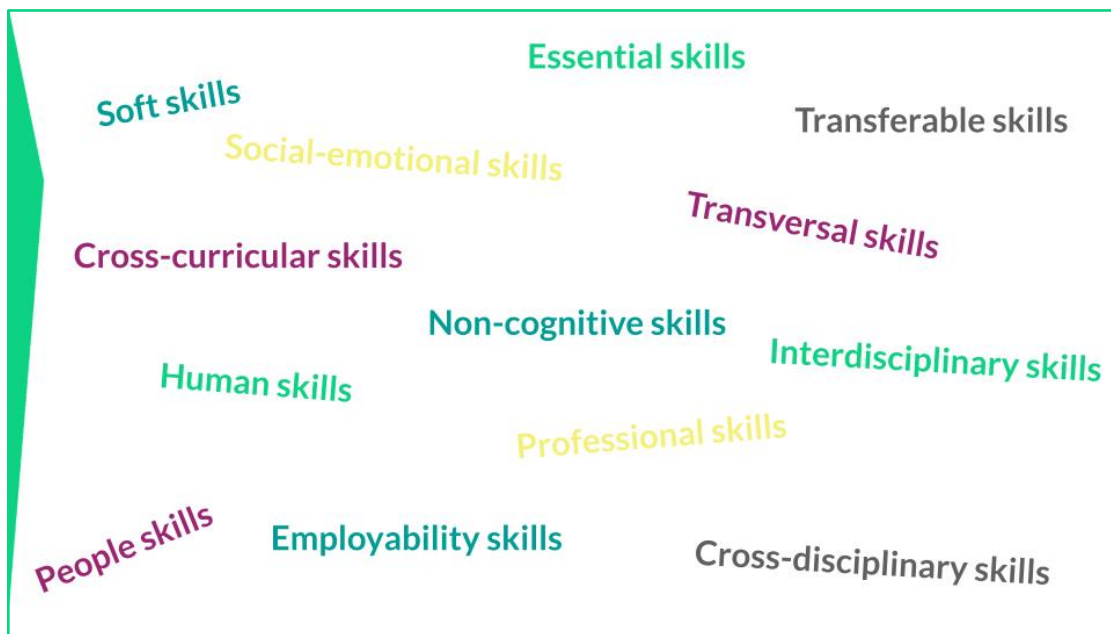 Essential skills
Soft skills
Transferable skills
Social-emotional skills
Transversal skills
Cross-curricular skills
Non-cognitive skills
Interdisciplinary skills
Human skills
Professional skills
People skills
Employability skills
Cross-disciplinary skills